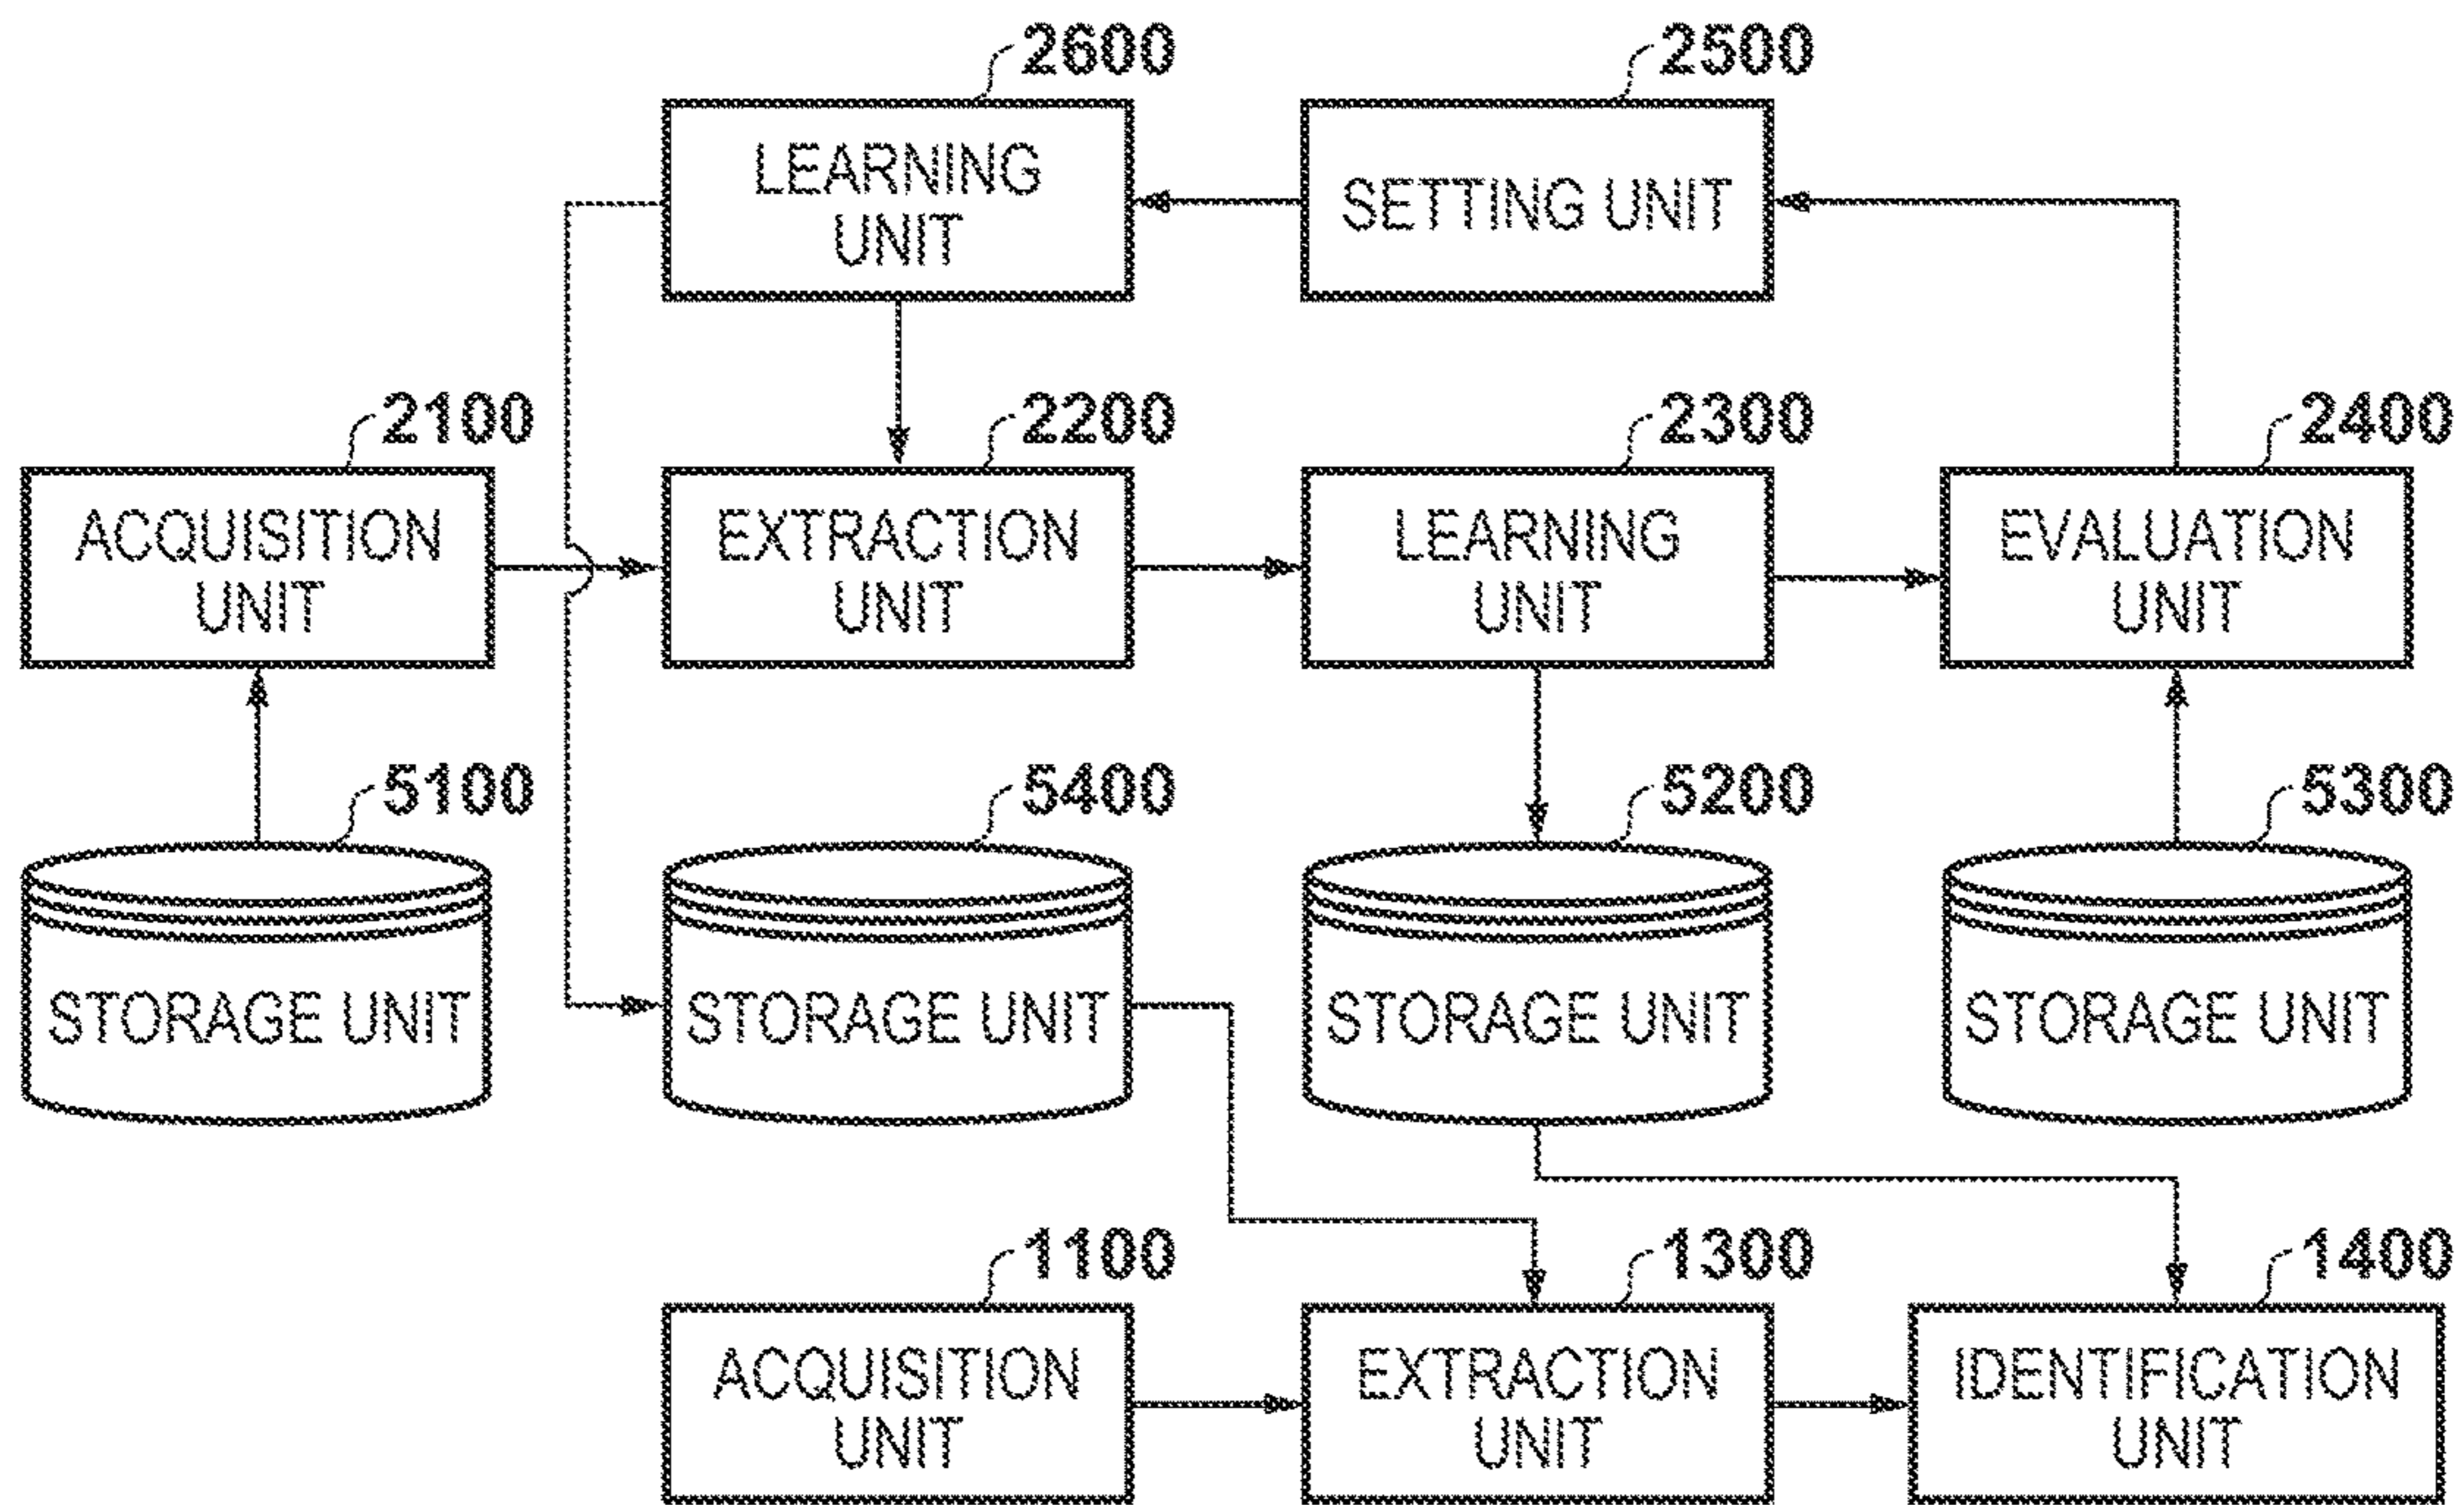 2600
LEARNING
UNIT
2500
SETTING UNIT
2100
ACQUISITION
UNIT
2200
EXTRACTION
UNIT
2300
LEARNING
UNIT
2400
EVALUATION
UNIT
5100
STORAGE UNIT
5400
STORAGE UNIT
5200
STORAGE UNIT
5300
STORAGE UNIT
1100
ACQUISITION
UNIT
1300
EXTRACTION
UNIT
1400
IDENTIFICATION
UNIT